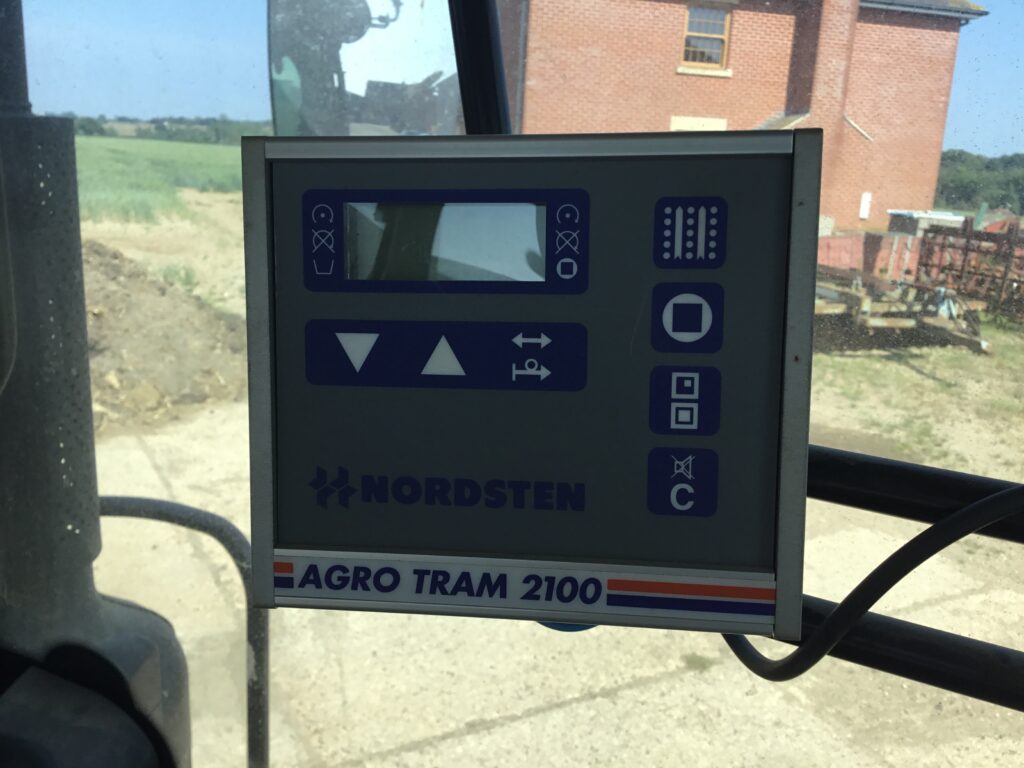 C
NORDSTEN
AGRO TRAM 2100